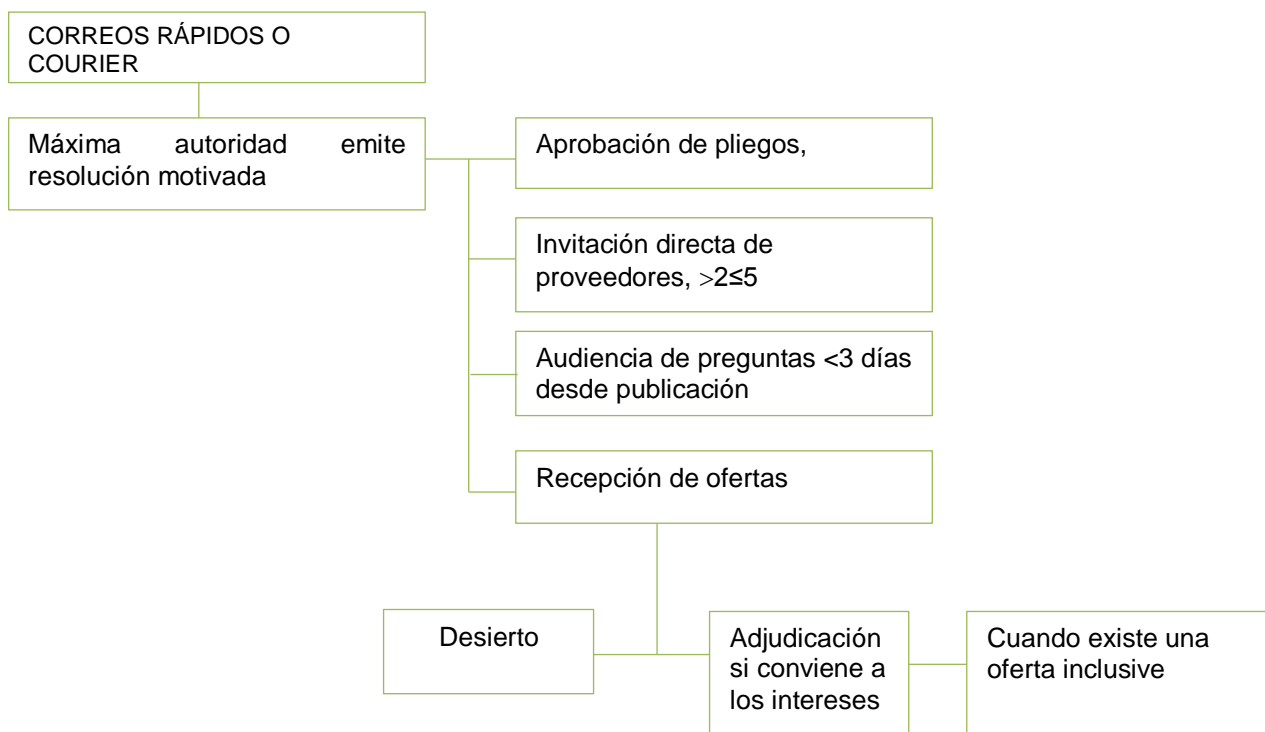 CORREOS RÁPIDOS O
COURIER
Máxima autoridad emite
resolución motivada
Aprobación de pliegos,
Invitación directa de
proveedores, >2≤5
Audiencia de preguntas <3 días
desde publicación
Recepción de ofertas
Desierto
Adjudicación
si conviene a
los intereses
Cuando existe una
oferta inclusive